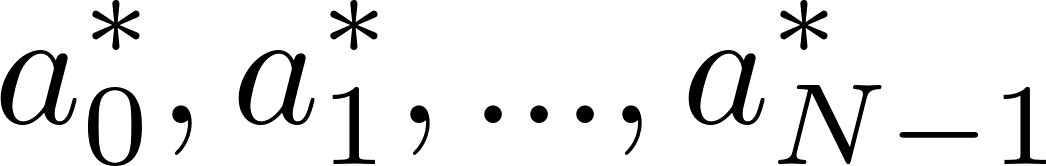 $a_0^*, a_1^*, ..., a_{N-1}^*$